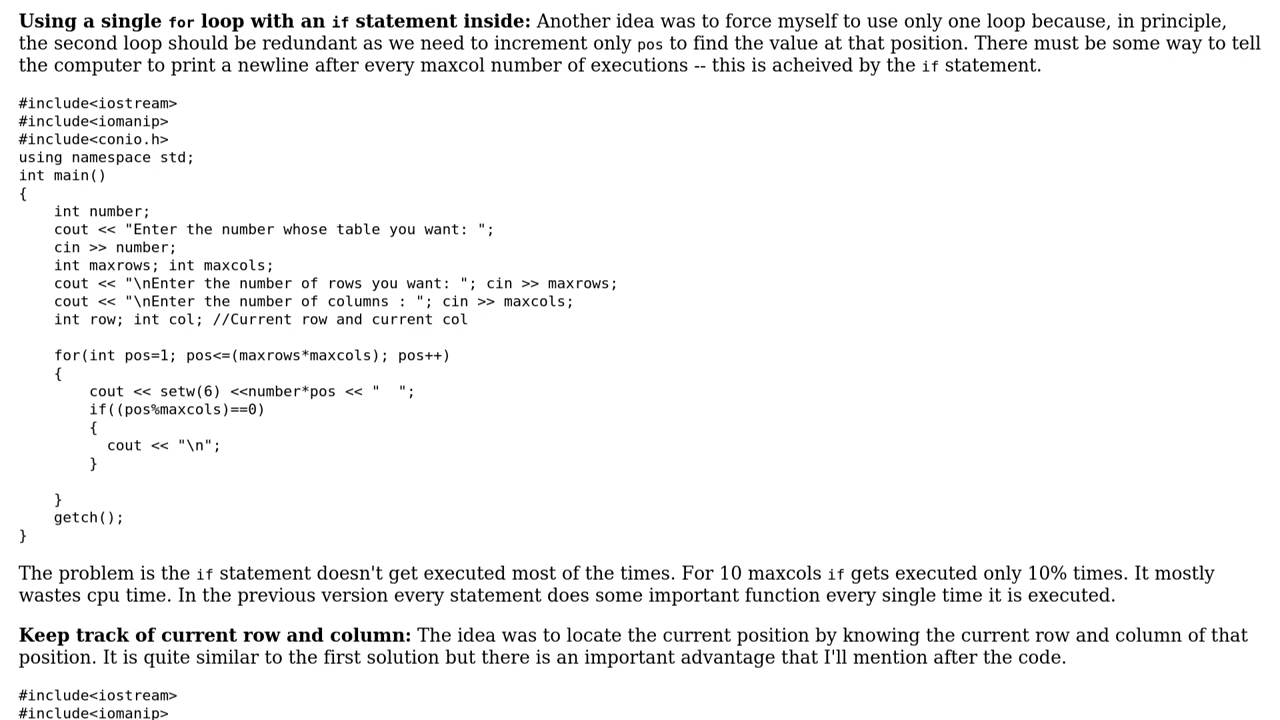 Using a single for loop with an if statement inside: Another idea was to force myself to use only one loop because, in principle,
the second loop should be redundant as we need to increment only pos to find the value at that position. There must be some way to tell
the computer to print a newline after every maxcol number of executions -- this is acheived by the if statement.
#include<iostream>
#include<iomanip>
#include<conio.h>
using namespace std;
int main()
{
    int number;
    cout << "Enter the number whose table you want: ";
    cin >> number;
    int maxrows; int maxcols;
    cout << "\nEnter the number of rows you want: "; cin >> maxrows;
    cout << "\nEnter the number of columns : "; cin >> maxcols;
    int row; int col; //Current row and current col
    for(int pos=1; pos<=(maxrows*maxcols); pos++)
    {
        cout << setw(6) <<number*pos << "  ";
        if((pos%maxcols)==0)
        {
          cout << "\n";
        }
    }
    getch();
}
The problem is the if statement doesn't get executed most of the times. For 10 maxcols if gets executed only 10% times. It mostly
wastes cpu time. In the previous version every statement does some important function every single time it is executed.
Keep track of current row and column: The idea was to locate the current position by knowing the current row and column of that
position. It is quite similar to the first solution but there is an important advantage that I'll mention after the code.
#include<iostream>
#include<iomanip>